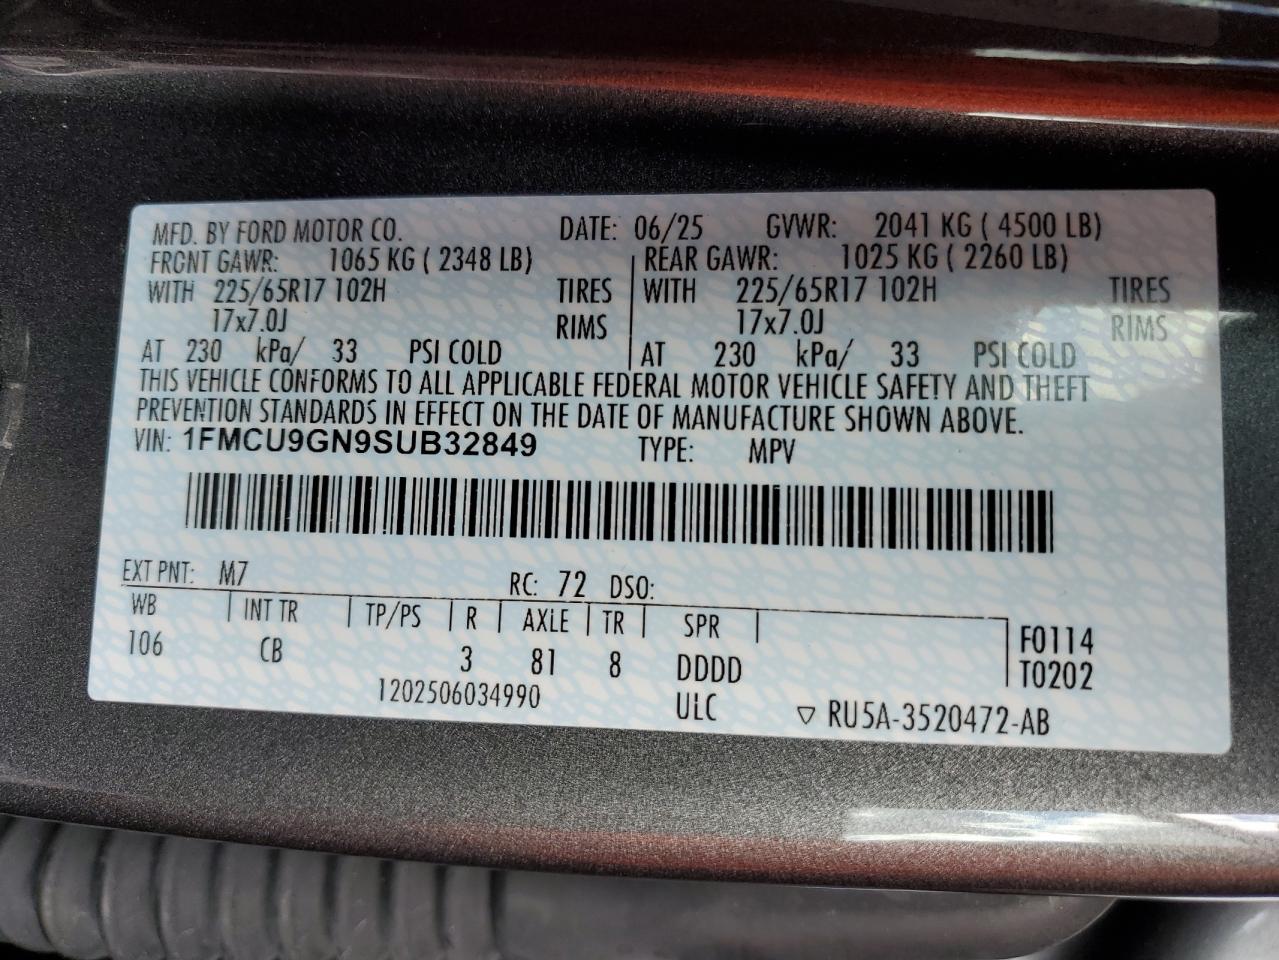 MFD. BY FORD MOTOR CO. DATE: 06/25 GVWR: 2041 KG ( 4500 LB)
FRONT GAWR: 1065 KG ( 2348 LB) REAR GAWR: 1025 KG ( 2260 LB)
WITH 225/65R17 102H TIRES WITH 225/65R17 102H TIRES
17x7.0J RIMS 17x7.0J RIMS
AT 230 kPa/ 33 PSI COLD AT 230 kPa/ 33 PSI COLD
THIS VEHICLE CONFORMS TO ALL APPLICABLE FEDERAL MOTOR VEHICLE SAFETY AND THEFT
PREVENTION STANDARDS IN EFFECT ON THE DATE OF MANUFACTURE SHOWN ABOVE.
VIN: 1FMCU9GN9SUB32849 TYPE: MPV
EXT PNT: M7 RC: 72 DSO:
WB INT TR TP/PS R AXLE TR SPR F0114
106 CB 3 81 8 DDDD T0202
1202506034990 ULC ▽ RU5A-3520472-AB